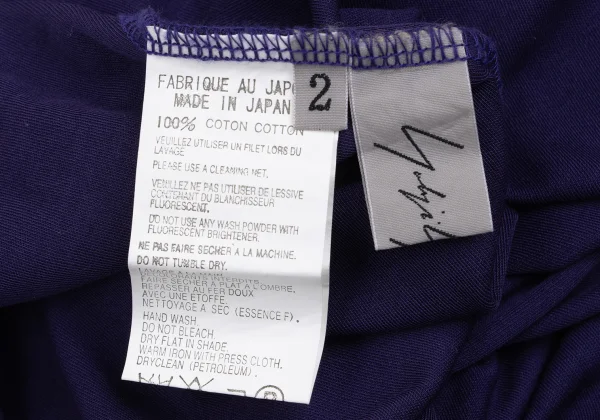 FABRIQUE AU
MADE IN JAPAN
2
100% COTON COTTON
VEUILLEZ UTILISER UN FILET LORS DU
LAVAGE
PLEASE USE A CLEANING NET.
VEUILLEZ NE PAS UTILISER DE LESSIVE
CONTENANT DU BLANCHISSEUR
FLUORESCENT.
DO NOT USE ANY WASH POWDER WITH
FLUORESCENT BRIGHTENER.
NE PAS FAIRE SECHER A LA MACHINE.
DO NOT TUMBLE DRY.
LAVAGE A MAIN
FAIRE SECHER A PLAT A L'OMBRE.
REPASSER AU FER DOUX
AVEC UNE ETOFFE.
NETTOYAGE A SEC (ESSENCE F).
HAND WASH.
DO NOT BLEACH
DRY FLAT IN SHADE.
WARM IRON WITH PRESS CLOTH.
DRYCLEAN (PETROLEUM).